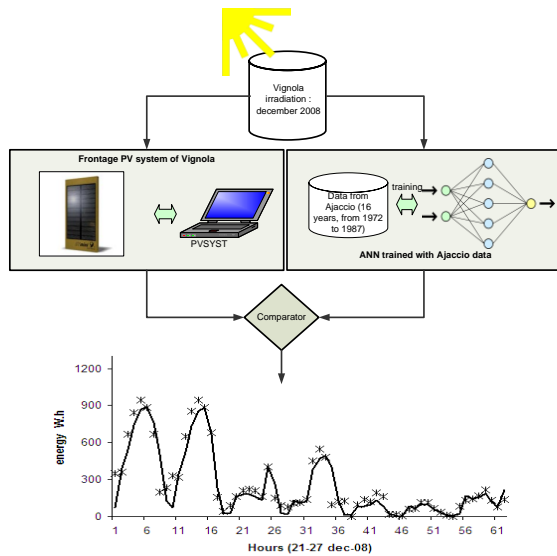 Vignola
irradiation :
december 2008
Frontage PV system of Vignola
PVSYST
Data from
Ajaccio (16
years, from 1972
to 1987)
training
ANN trained with Ajaccio data
Comparator
energy W.h
1200
900
600
300
0
1 6 11 16 21 26 31 36 41 46 51 56 61
Hours (21-27 dec-08)